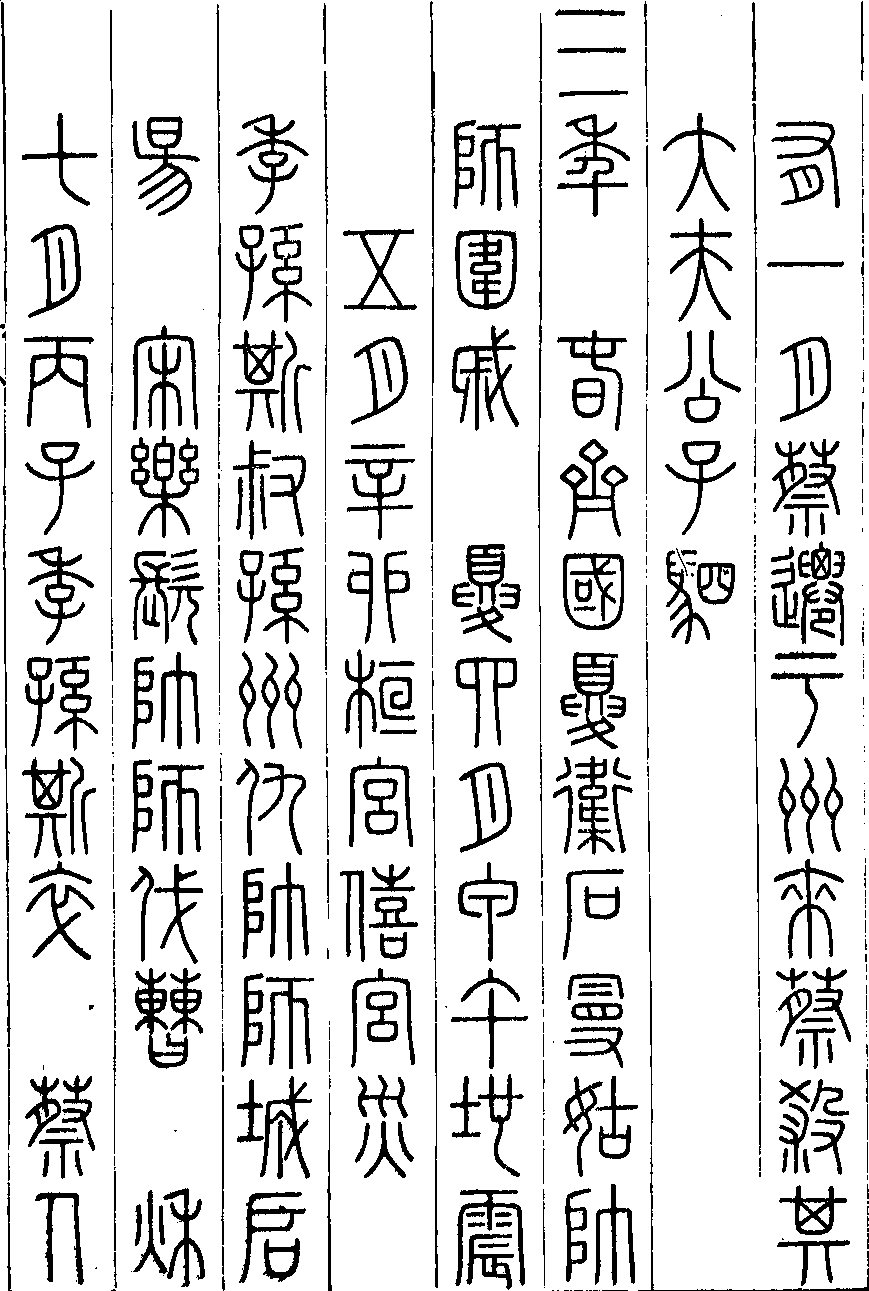 有一月蔡遷于州來蔡殺其
大夫公子駟
三年 春齊國夏衛石曼姑帥
師圍戚 夏四月甲午地震
五月辛卯桓宮僖宮災
季孫斯叔孫州仇帥師城启
昜 宋樂髡帥師伐曹 秋
七月丙子季孫斯卒 蔡人